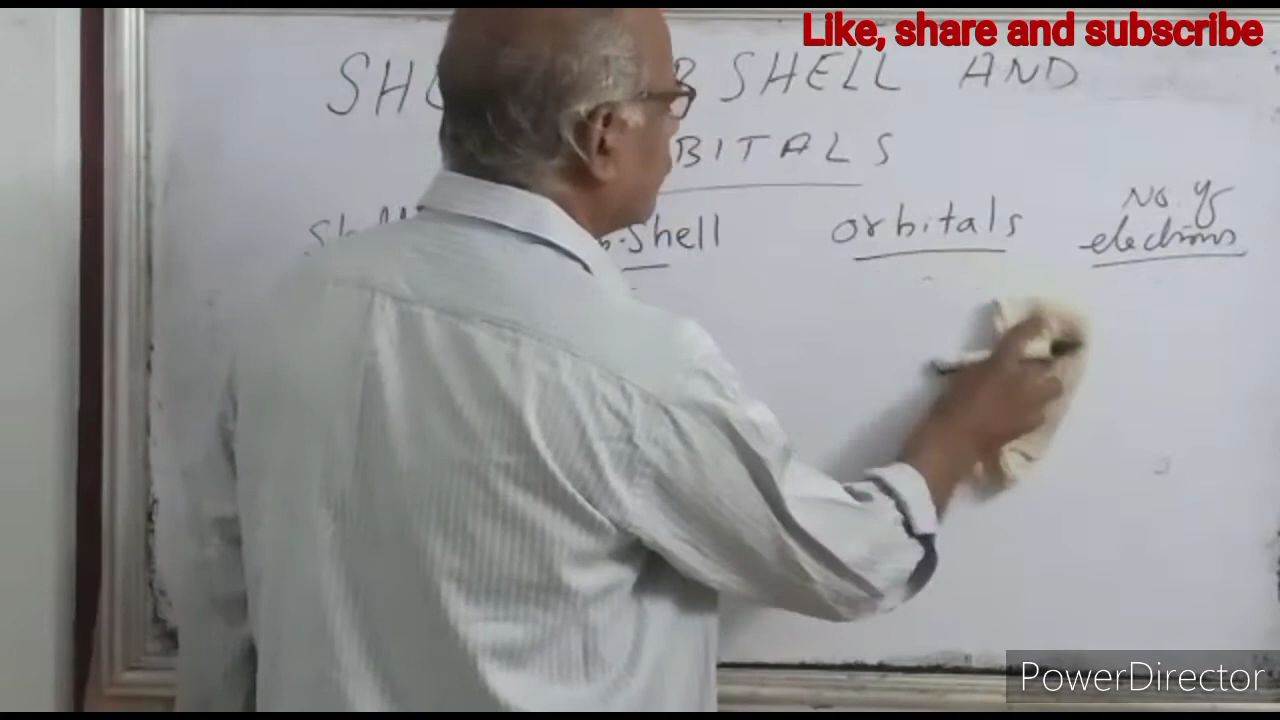 Like, share and subscribe
SHELL AND
BITALS
shell orbitals No. of
electrons
PowerDirector